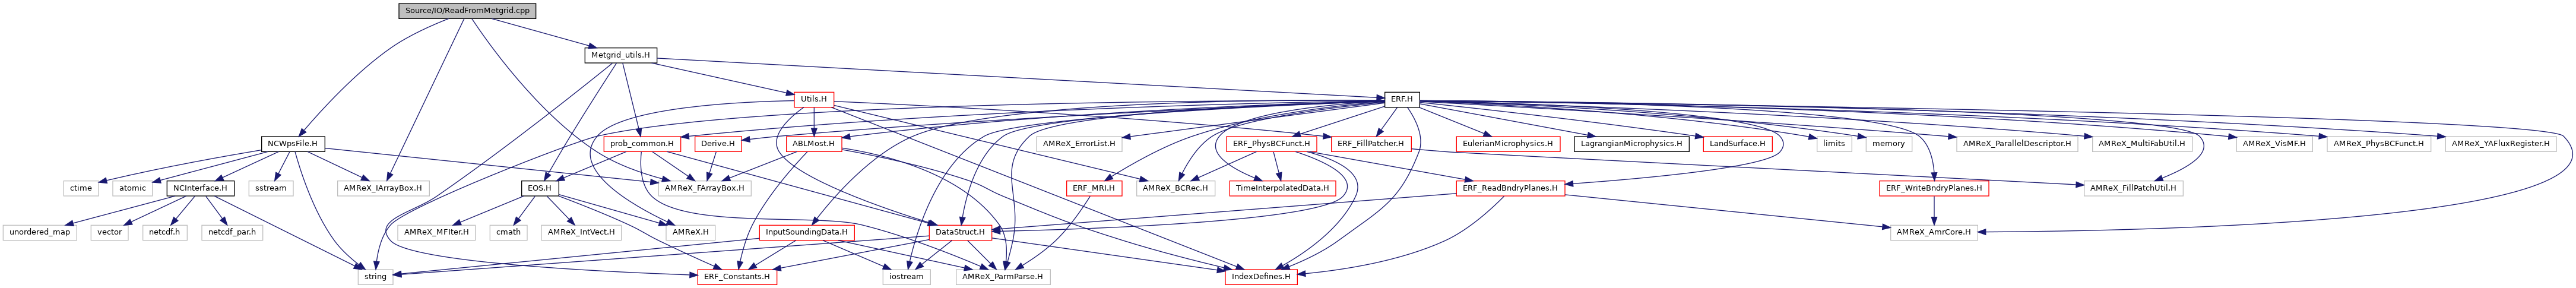 Source/IO/ReadFromMetgrid.cpp
Metgrid_utils.H
Utils.H
ERF.H
NCWpsFile.H
prob_common.H
Derive.H
ABLMost.H
AMReX_ErrorList.H
ERF_PhysBCFunct.H
ERF_FillPatcher.H
EulerianMicrophysics.H
LagrangianMicrophysics.H
LandSurface.H
limits
memory
AMReX_ParallelDescriptor.H
AMReX_MultiFabUtil.H
AMReX_VisMF.H
AMReX_PhysBCFunct.H
AMReX_YAFluxRegister.H
ctime
atomic
NCInterface.H
sstream
AMReX_IArrayBox.H
EOS.H
AMReX_FArrayBox.H
ERF_MRI.H
AMReX_BCRec.H
TimeInterpolatedData.H
ERF_ReadBndryPlanes.H
ERF_WriteBndryPlanes.H
AMReX_FillPatchUtil.H
unordered_map
vector
netcdf.h
netcdf_par.h
AMReX_MFIter.H
cmath
AMReX_IntVect.H
AMReX.H
InputSoundingData.H
DataStruct.H
AMReX_AmrCore.H
string
ERF_Constants.H
iostream
AMReX_ParmParse.H
IndexDefines.H